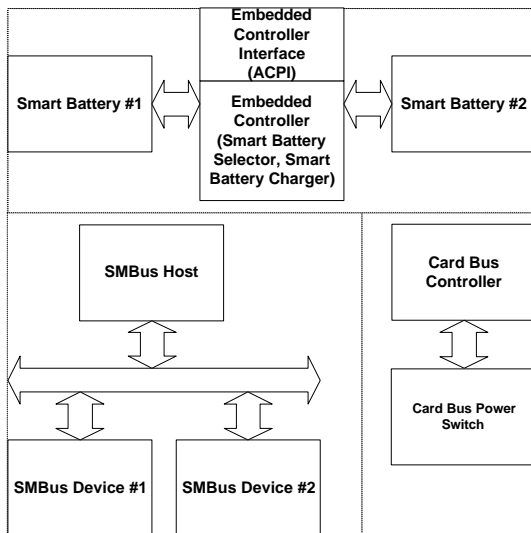 Embedded
Controller
Interface
(ACPI)
Smart Battery #1
Embedded
Controller
(Smart Battery
Selector, Smart
Battery Charger)
Smart Battery #2
SMBus Host
Card Bus
Controller
Card Bus Power
Switch
SMBus Device #1
SMBus Device #2